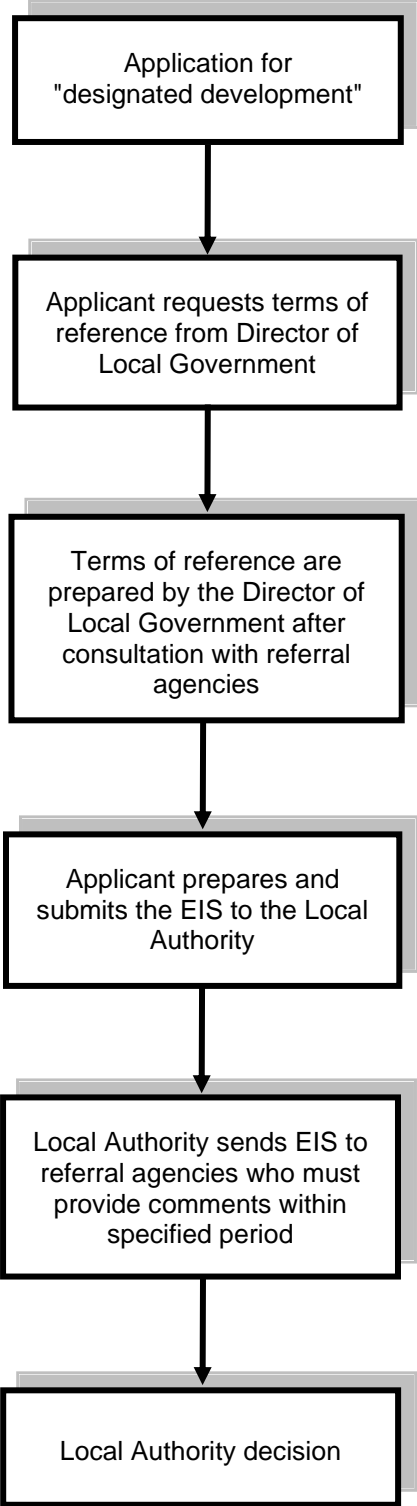 Application for
"designated development"
Applicant requests terms of
reference from Director of
Local Government
Terms of reference are
prepared by the Director of
Local Government after
consultation with referral
agencies
Applicant prepares and
submits the EIS to the Local
Authority
Local Authority sends EIS to
referral agencies who must
provide comments within
specified period
Local Authority decision